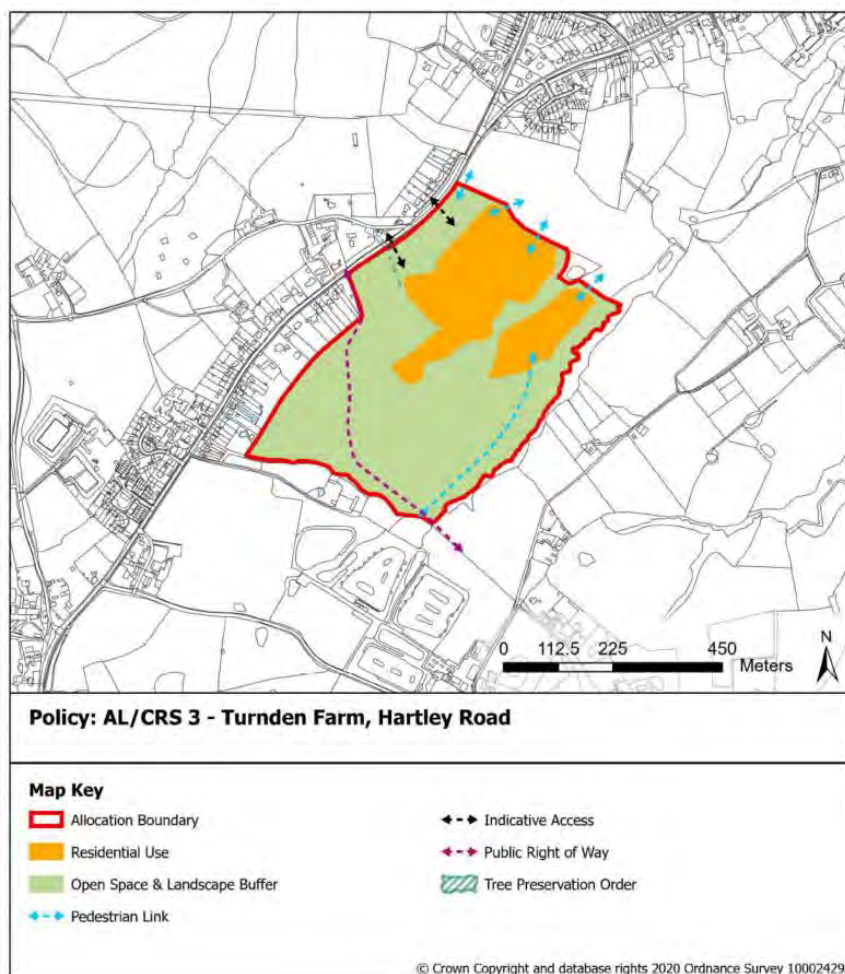 0 112.5 225 450
Meters
N
Policy: AL/CRS 3 - Turnden Farm, Hartley Road
Map Key
Allocation Boundary
Residential Use
Open Space & Landscape Buffer
Pedestrian Link
Indicative Access
Public Right of Way
Tree Preservation Order
© Crown Copyright and database rights 2020 Ordnance Survey 10002429